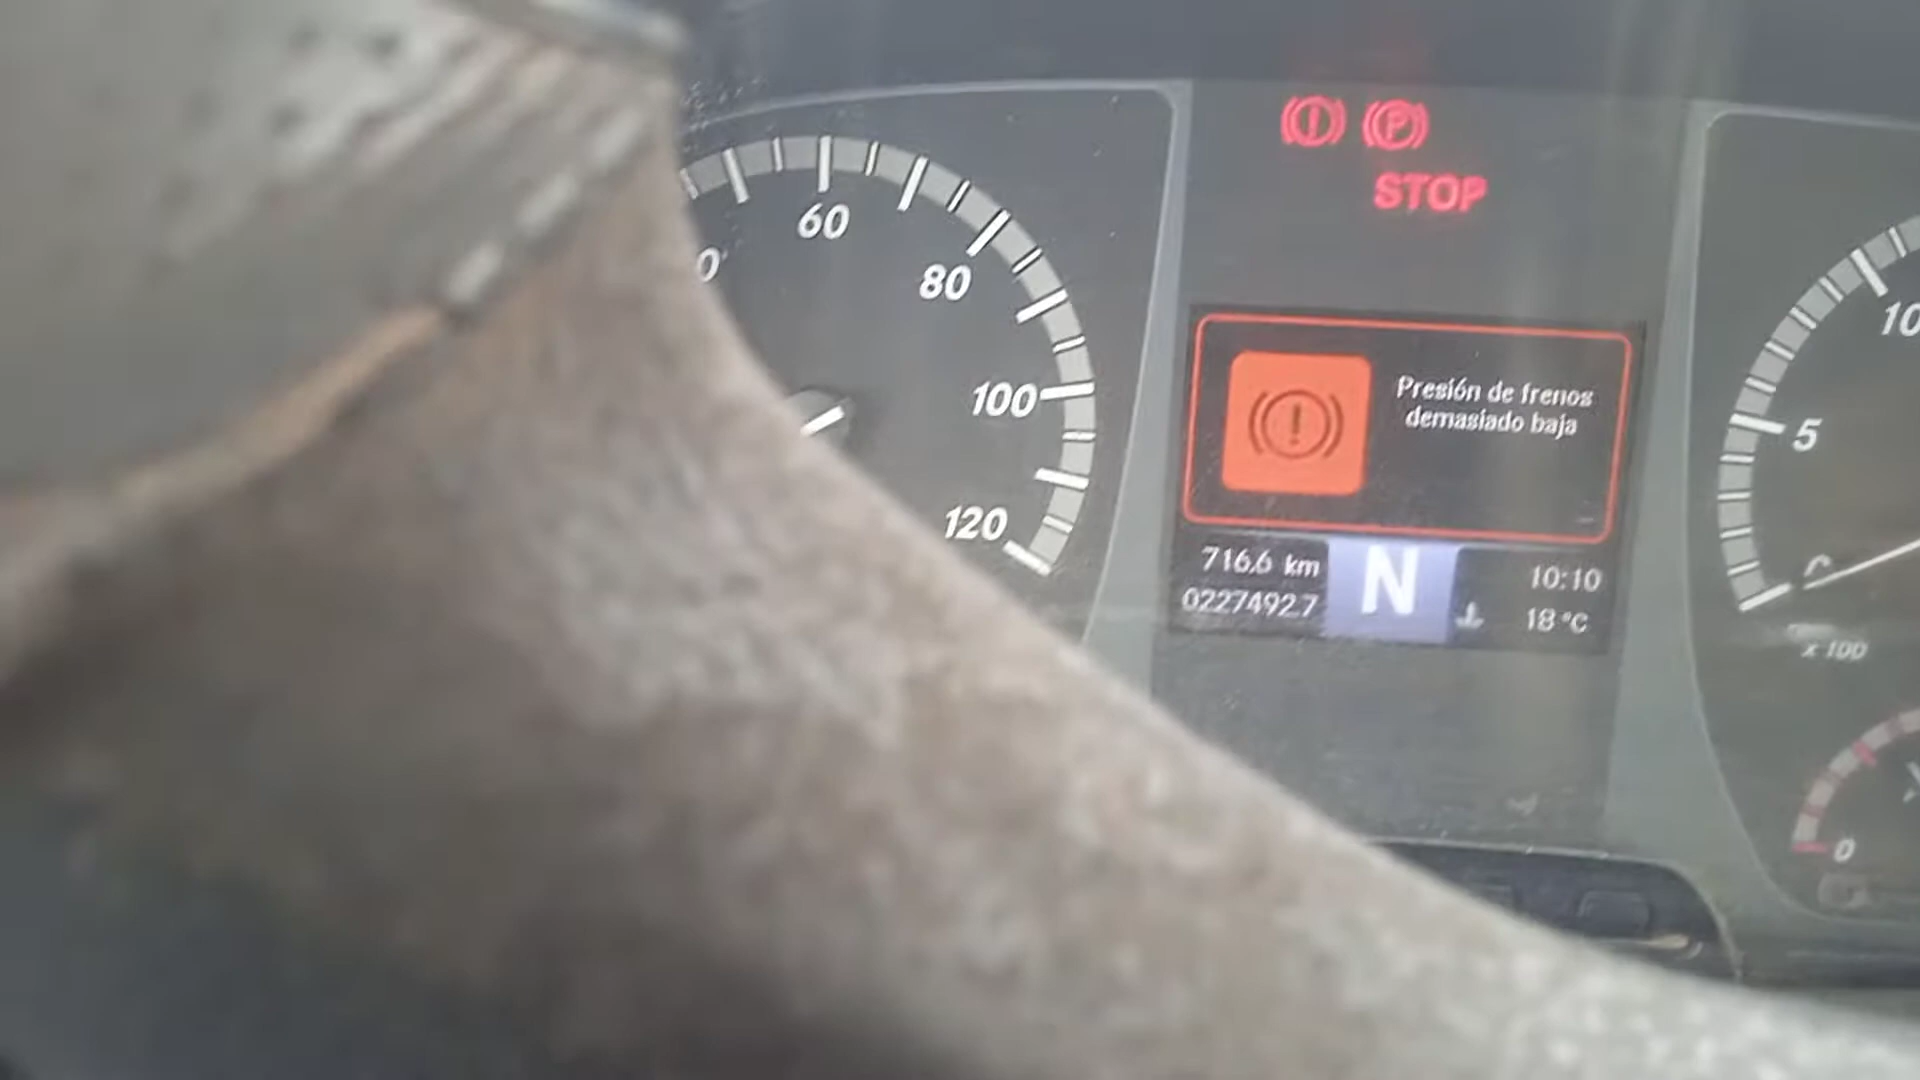 (!) (P)
STOP
60
80
100
120
Presión de frenos
demasiado baja
716.6 km
0227492.7
N
10:10
18 °C
10
5
x 100
0